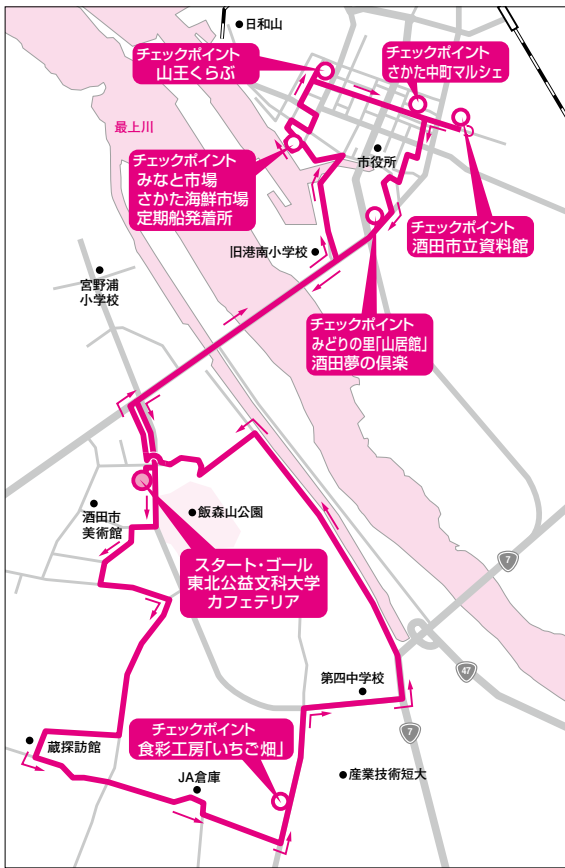 日和山
チェックポイント
山王くらぶ
チェックポイント
さかた中町マルシェ
最上川
チェックポイント
みなと市場
さかた海鮮市場
定期船発着所
市役所
チェックポイント
酒田市立資料館
旧港南小学校
宮野浦
小学校
チェックポイント
みどりの里「山居館」
酒田夢の倶楽
酒田市
美術館
飯森山公園
スタート・ゴール
東北公益文科大学
カフェテリア
7
47
第四中学校
7
蔵探訪館
チェックポイント
食彩工房「いちご畑」
JA倉庫
産業技術短大